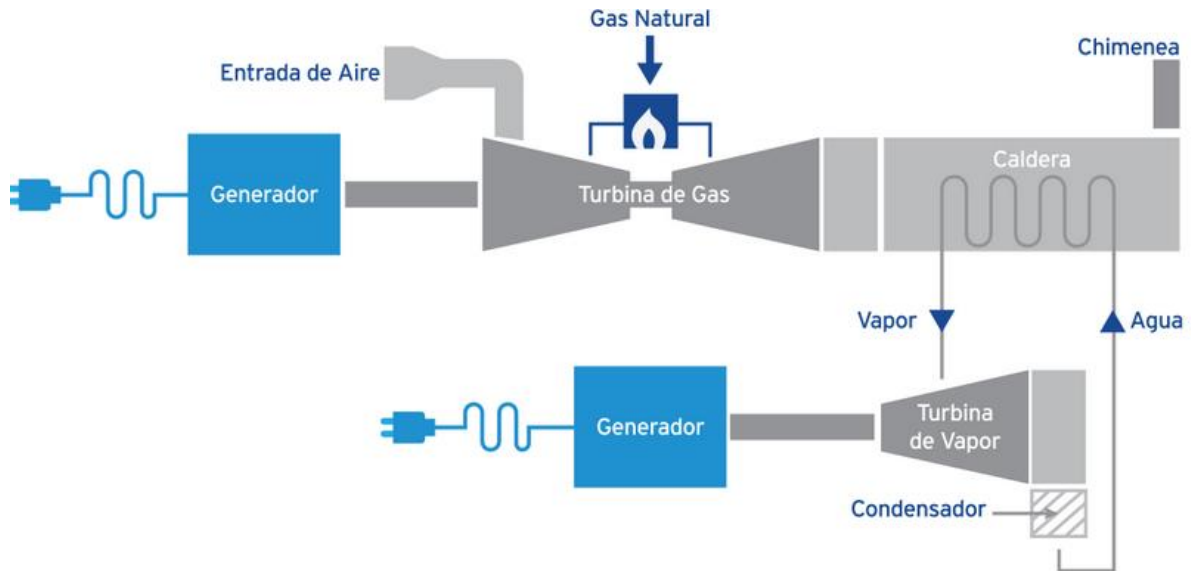 Gas Natural
Chimenea
Entrada de Aire
Generador
Turbina de Gas
Caldera
Vapor
Agua
Generador
Turbina
de Vapor
Condensador